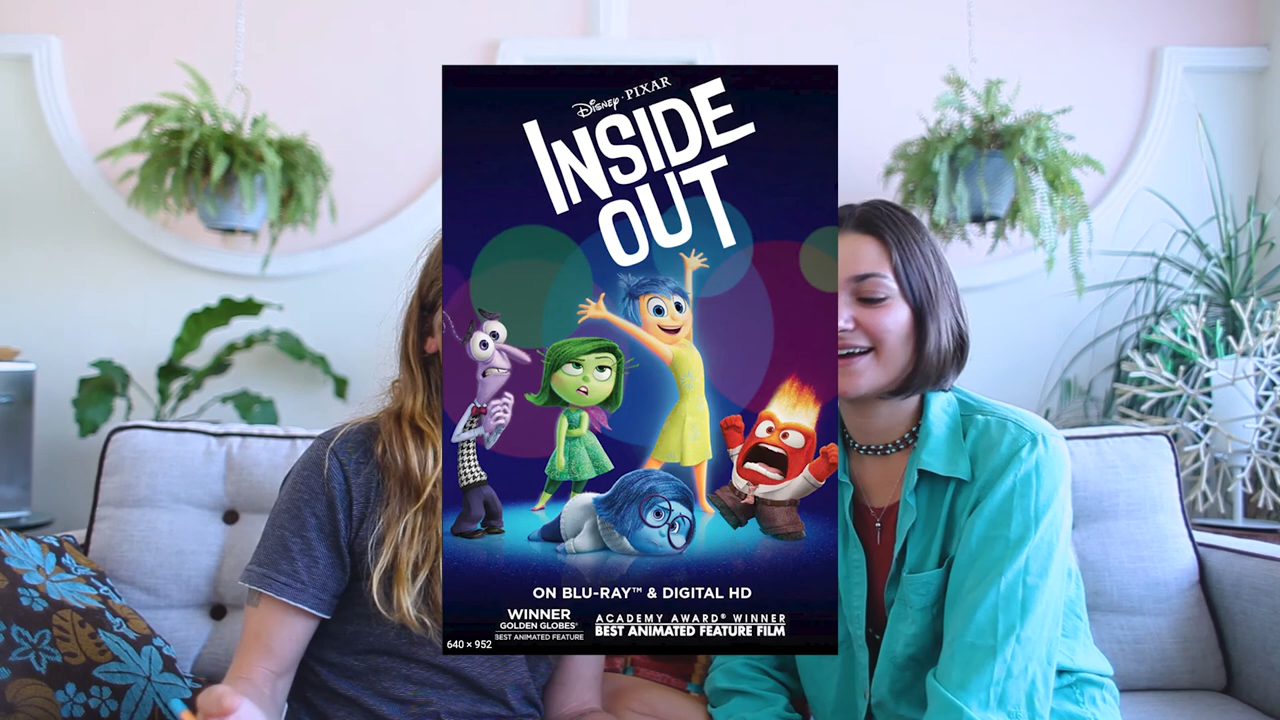 Disney · PIXAR
INSIDE
OUT
ON BLU-RAY™ & DIGITAL HD
WINNER
GOLDEN GLOBES®
BEST ANIMATED FEATURE
ACADEMY AWARD® WINNER
BEST ANIMATED FEATURE FILM
640 × 952